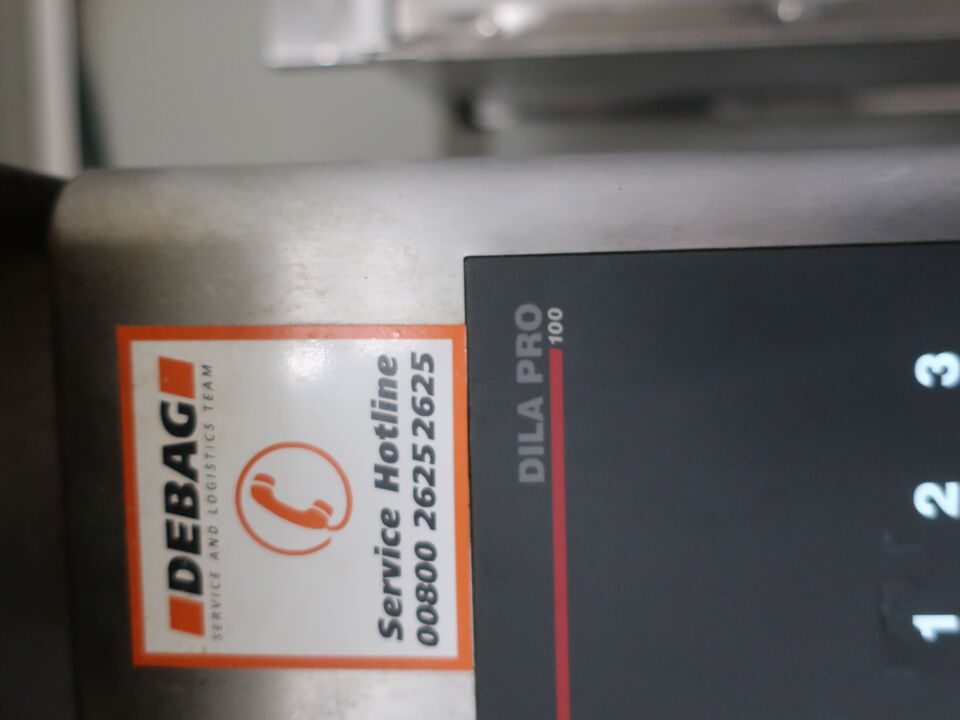 DEBAG
SERVICE AND LOGISTICS TEAM
Service Hotline
00800 26252625
DILA PRO
100
1 2 3